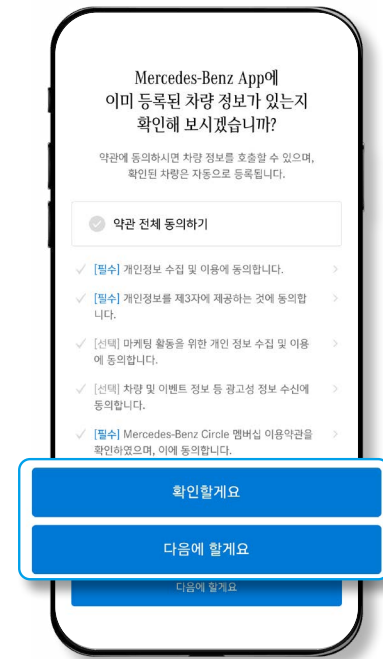 Mercedes-Benz App에
이미 등록된 차량 정보가 있는지
확인해 보시겠습니까?
약관에 동의하시면 차량 정보를 호출할 수 있으며,
확인된 차량은 자동으로 등록됩니다.
약관 전체 동의하기
[필수] 개인정보 수집 및 이용에 동의합니다.
[필수] 개인정보를 제3자에 제공하는 것에 동의합
니다.
[선택] 마케팅 활동을 위한 개인 정보 수집 및 이용
에 동의합니다.
[선택] 차량 및 이벤트 정보 등 광고성 정보 수신에
동의합니다.
[필수] Mercedes-Benz Circle 멤버십 이용약관을
확인하였으며, 이에 동의합니다.
확인할게요
다음에 할게요
다음에 할게요